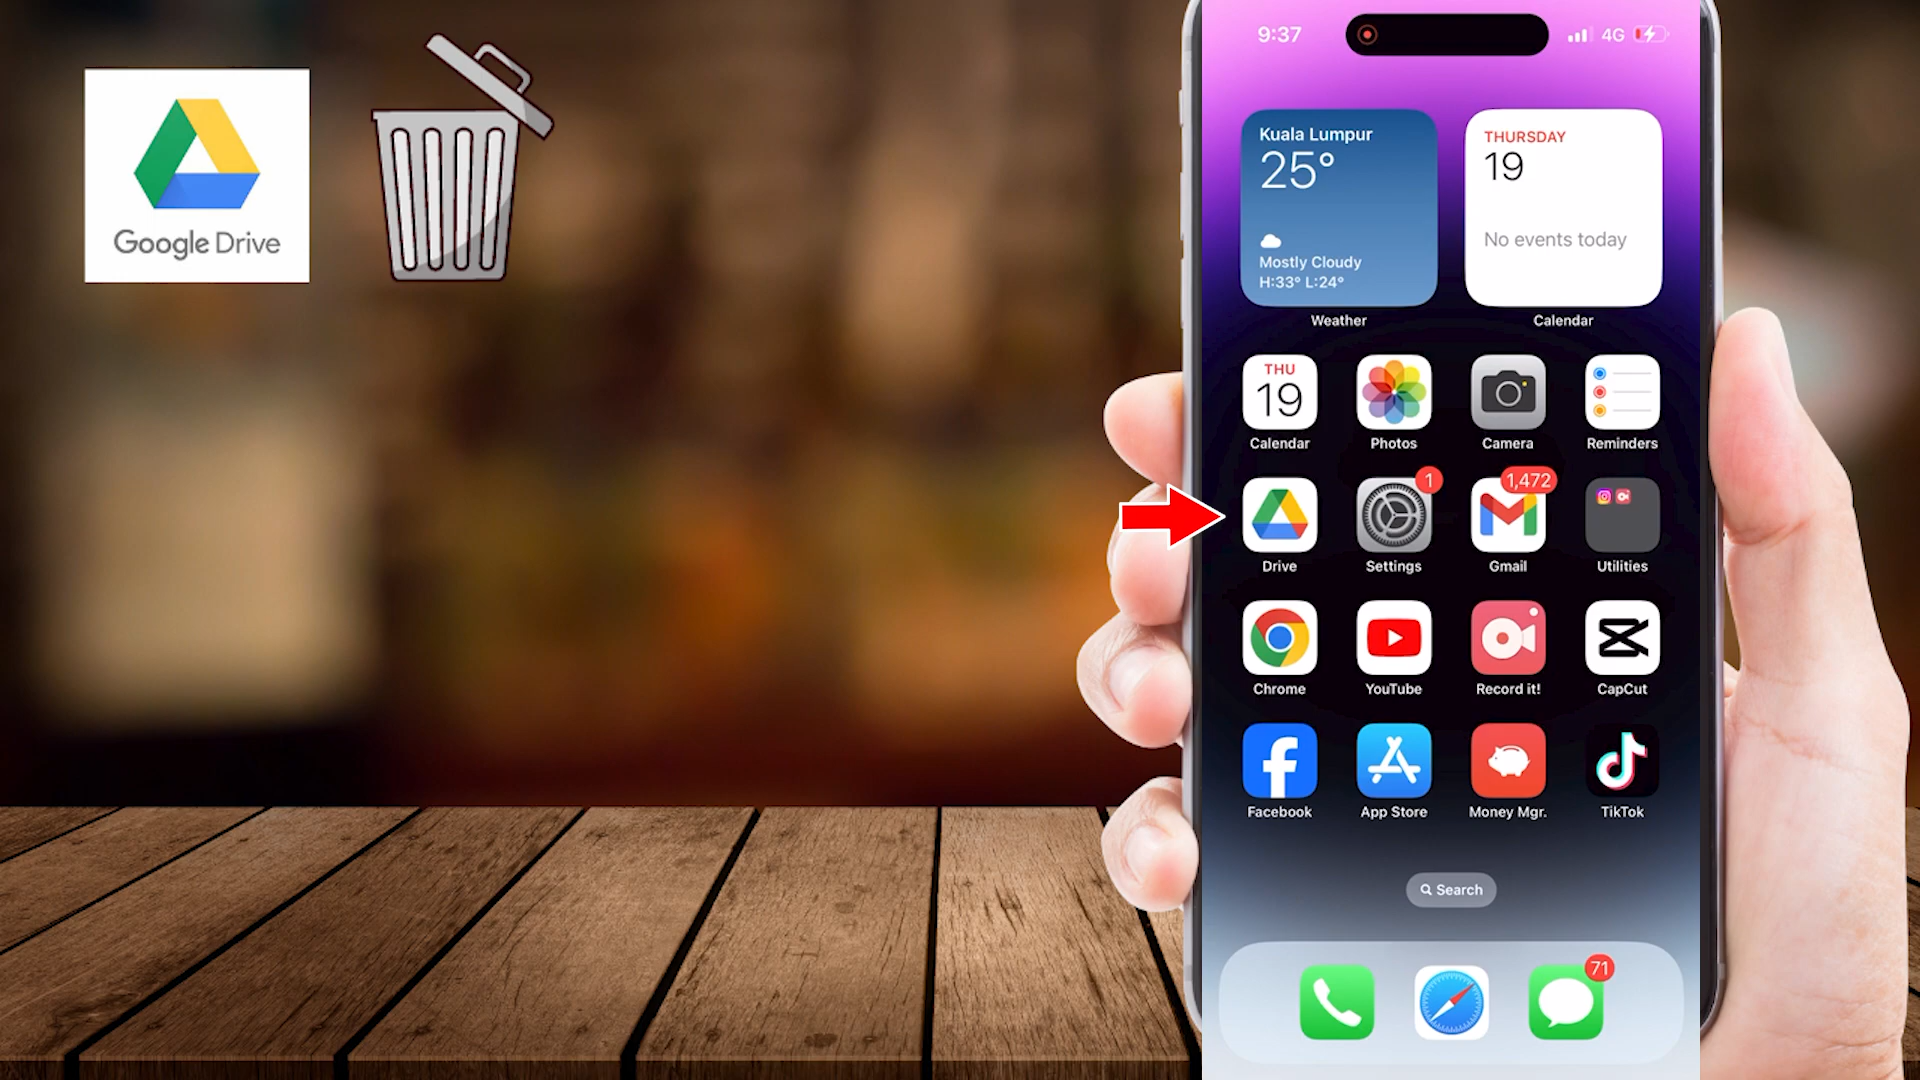 Google Drive
9:37
4G
Kuala Lumpur
25°
Mostly Cloudy
H:33° L:24°
Weather
THURSDAY
19
No events today
Calendar
THU
19
Calendar
Photos
Camera
Reminders
1
1,472
Drive
Settings
Gmail
Utilities
Chrome
YouTube
Record it!
CapCut
Facebook
App Store
Money Mgr.
TikTok
Search
71